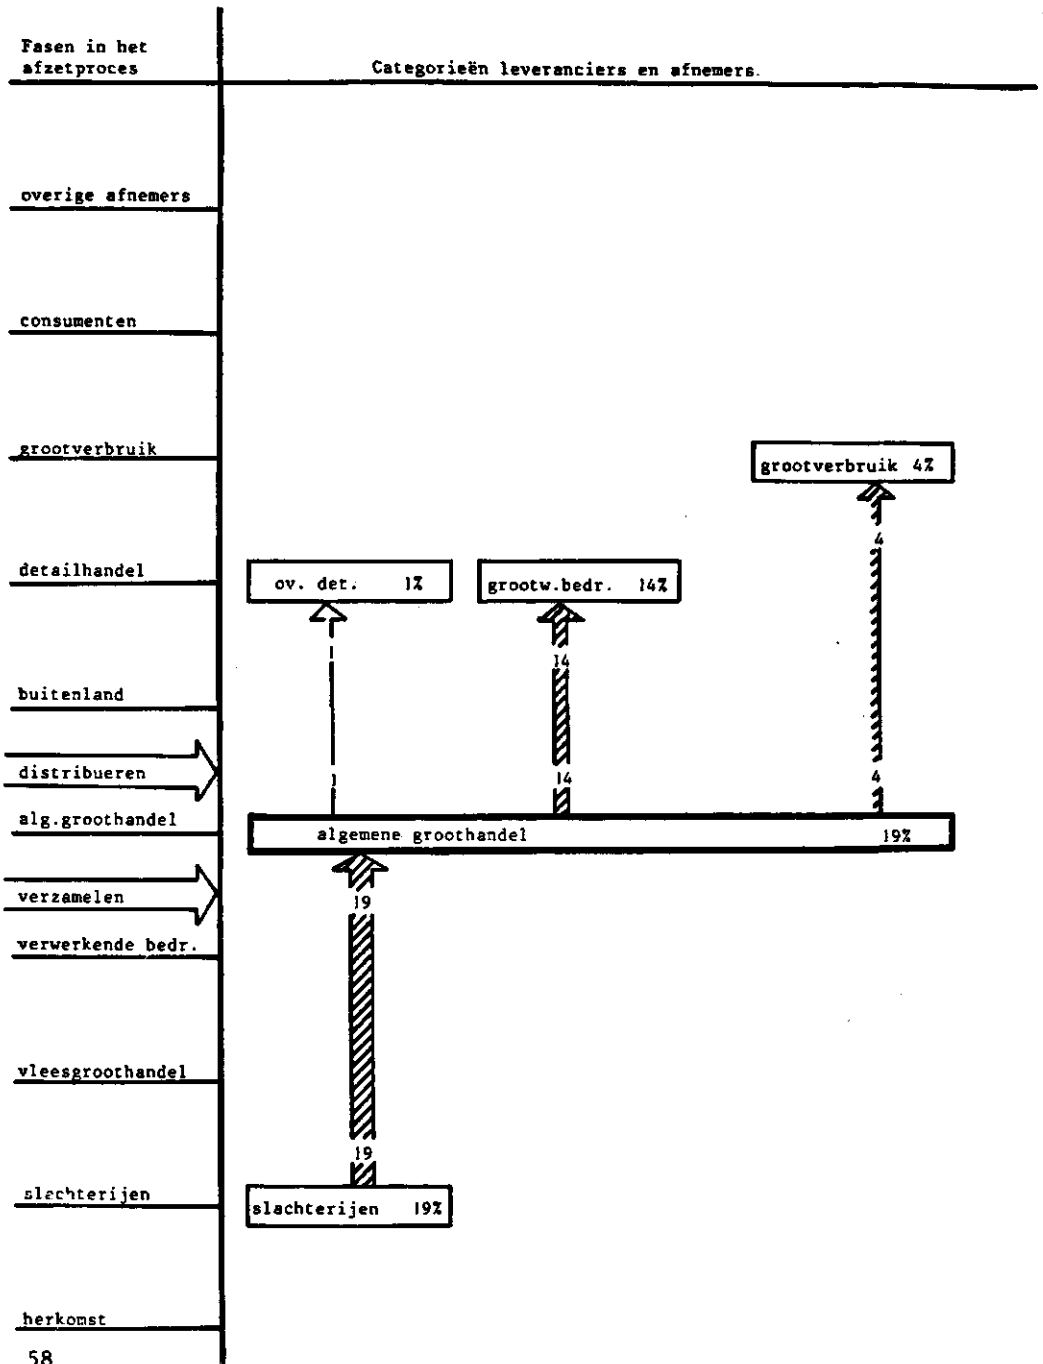 Fasen in het
afzetproces
Categorieën leveranciers en afnemers.
overige afnemers
consumenten
grootverbruik
grootverbruik 4%
4
detailhandel
ov. det. 1%
grootw.bedr. 14%
14
buitenland
distribueren
1
14
4
alg.groothandel
algemene groothandel 19%
verzamelen
19
verwerkende bedr.
vleesgroothandel
19
slachterijen
slachterijen 19%
herkomst
58